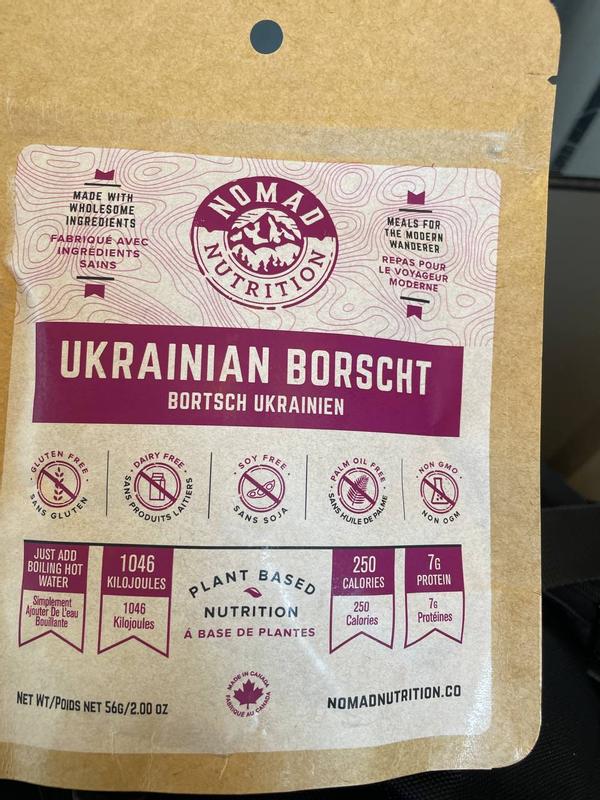 MADE WITH
WHOLESOME
INGREDIENTS
FABRIQUÉ AVEC
INGRÉDIENTS
SAINS
NOMAD
NUTRITION
MEALS FOR
THE MODERN
WANDERER
REPAS POUR
LE VOYAGEUR
MODERNE
UKRAINIAN BORSCHT
BORTSCH UKRAINIEN
GLUTEN FREE
SANS GLUTEN
DAIRY FREE
SANS PRODUITS LAITIERS
SOY FREE
SANS SOJA
PALM OIL FREE
SANS HUILE DE PALME
NON GMO
NON OGM
JUST ADD
BOILING HOT
WATER
Simplement
Ajouter De L'eau
Bouillante
1046
KILOJOULES
1046
Kilojoules
PLANT BASED
NUTRITION
Á BASE DE PLANTES
250
CALORIES
250
Calories
7G
PROTEIN
7g
Protéines
NET WT/POIDS NET 56G/2.00 OZ
MADE IN CANADA
FABRIQUÉ AU CANADA
NOMADNUTRITION.CO